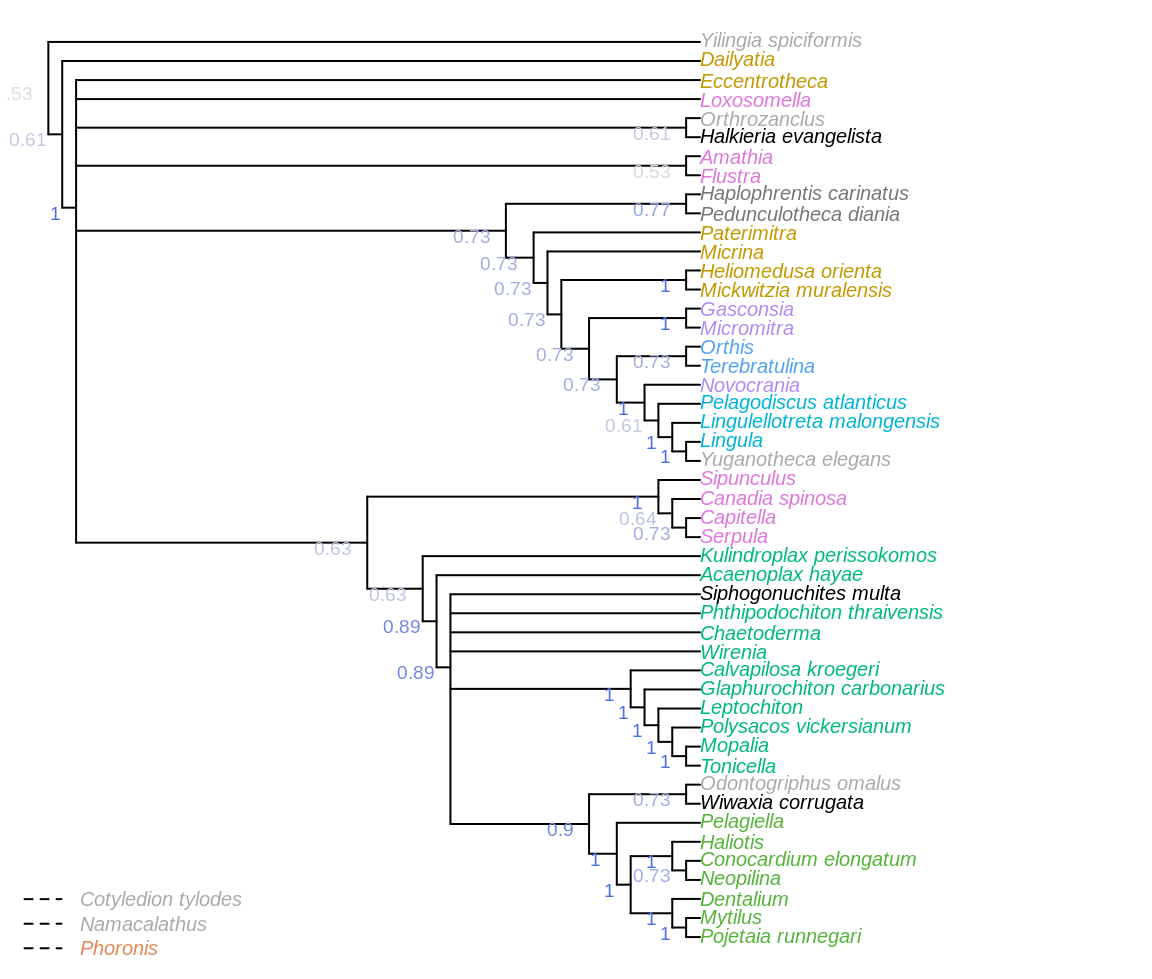 Yilingia spiciformis
Dailyatia
Eccentrotheca
.53
Loxosomella
Orthrozanclus
0.61
0.61
Halkieria evangelista
Amathia
0.53
Flustra
Haplophrentis carinatus
0.77
1
Pedunculotheca diania
0.73
Paterimitra
Micrina
0.73
Heliomedusa orienta
1
0.73
Mickwitzia muralensis
Gasconsia
0.73
1
Micromitra
Orthis
0.73
0.73
Terebratulina
0.73
Novocrania
Pelagodiscus atlanticus
1
Lingulellotreta malongensis
0.61
Lingula
1
1
Yuganotheca elegans
Sipunculus
Canadia spinosa
1
Capitella
0.64
0.73
Serpula
0.63
Kulindroplax perissokomos
Acaenoplax hayae
0.63
Siphogonuchites multa
Phthipodochiton thraivensis
0.89
Chaetoderma
Wirenia
0.89
Calvapilosa kroegeri
1
Glaphurochiton carbonarius
Leptochiton
1
Polysacos vickersianum
1
Mopalia
1
1
Tonicella
Odontogriphus omalus
0.73
Wiwaxia corrugata
Pelagiella
0.9
Haliotis
1
1
Conocardium elongatum
0.73
Neopilina
1
Dentalium
Cotyledion tylodes
1
Mytilus
Namacalathus
1
Pojetaia runnegari
Phoronis